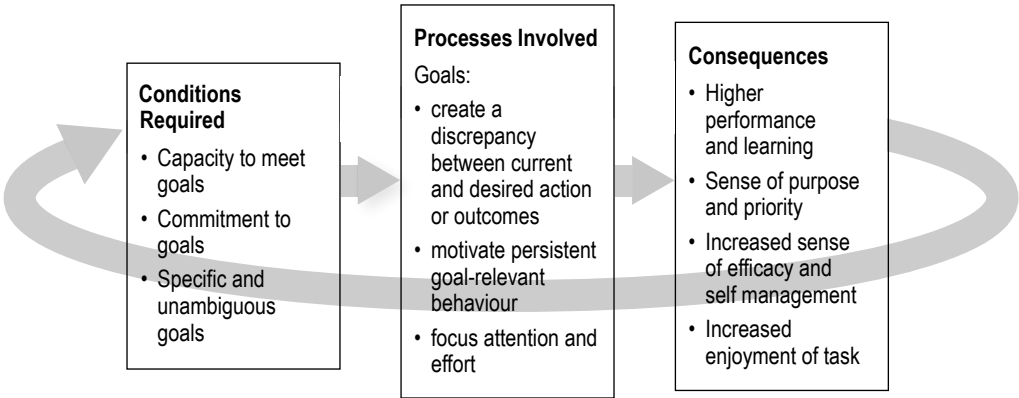 Conditions
Required
• Capacity to meet
goals
• Commitment to
goals
• Specific and
unambiguous
goals
Processes Involved
Goals:
• create a
discrepancy
between current
and desired action
or outcomes
• motivate persistent
goal-relevant
behaviour
• focus attention and
effort
Consequences
• Higher
performance
and learning
• Sense of purpose
and priority
• Increased sense
of efficacy and
self management
• Increased
enjoyment of task